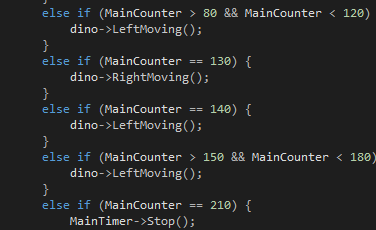 }
else if (MainCounter > 80 && MainCounter < 120)
dino->LeftMoving();
}
else if (MainCounter == 130) {
dino->RightMoving();
}
else if (MainCounter == 140) {
dino->LeftMoving();
}
else if (MainCounter > 150 && MainCounter < 180)
dino->LeftMoving();
}
else if (MainCounter == 210) {
MainTimer->Stop();